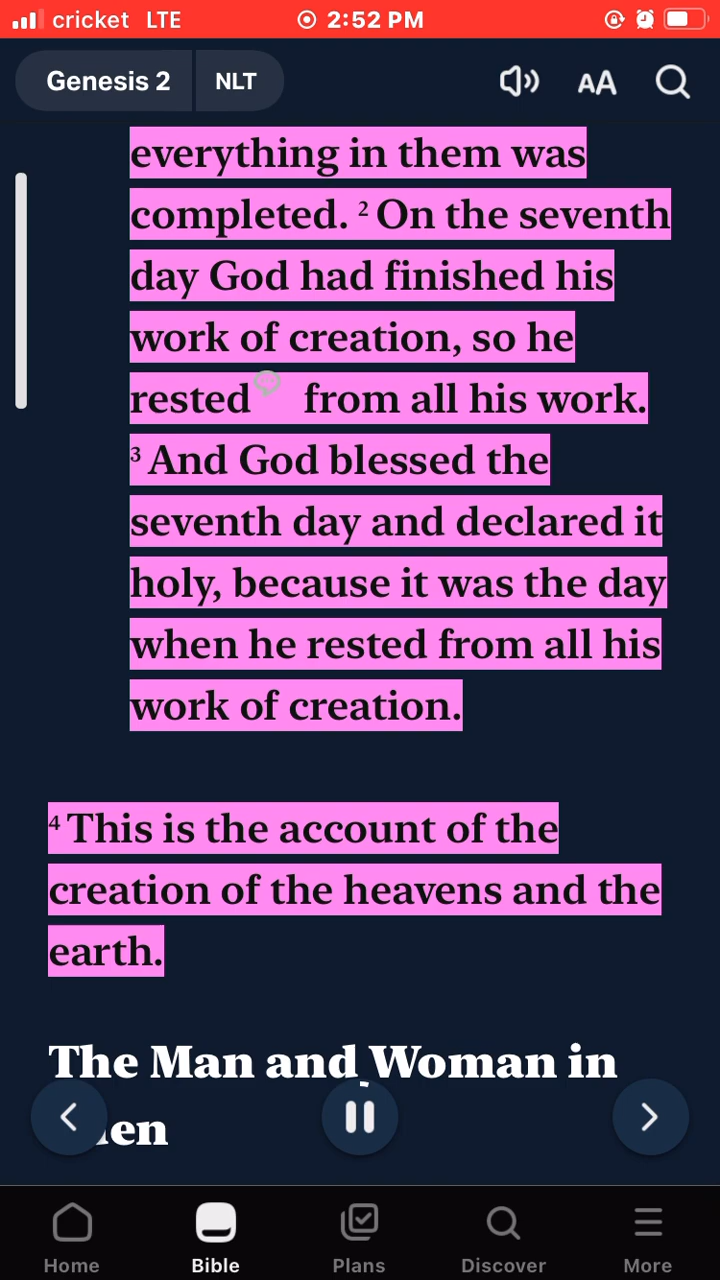 cricket LTE 2:52 PM
Genesis 2 NLT AA
everything in them was
completed. 2 On the seventh
day God had finished his
work of creation, so he
rested from all his work.
3 And God blessed the
seventh day and declared it
holy, because it was the day
when he rested from all his
work of creation.
4 This is the account of the
creation of the heavens and the
earth.
The Man and Woman in
en
Home Bible Plans Discover More